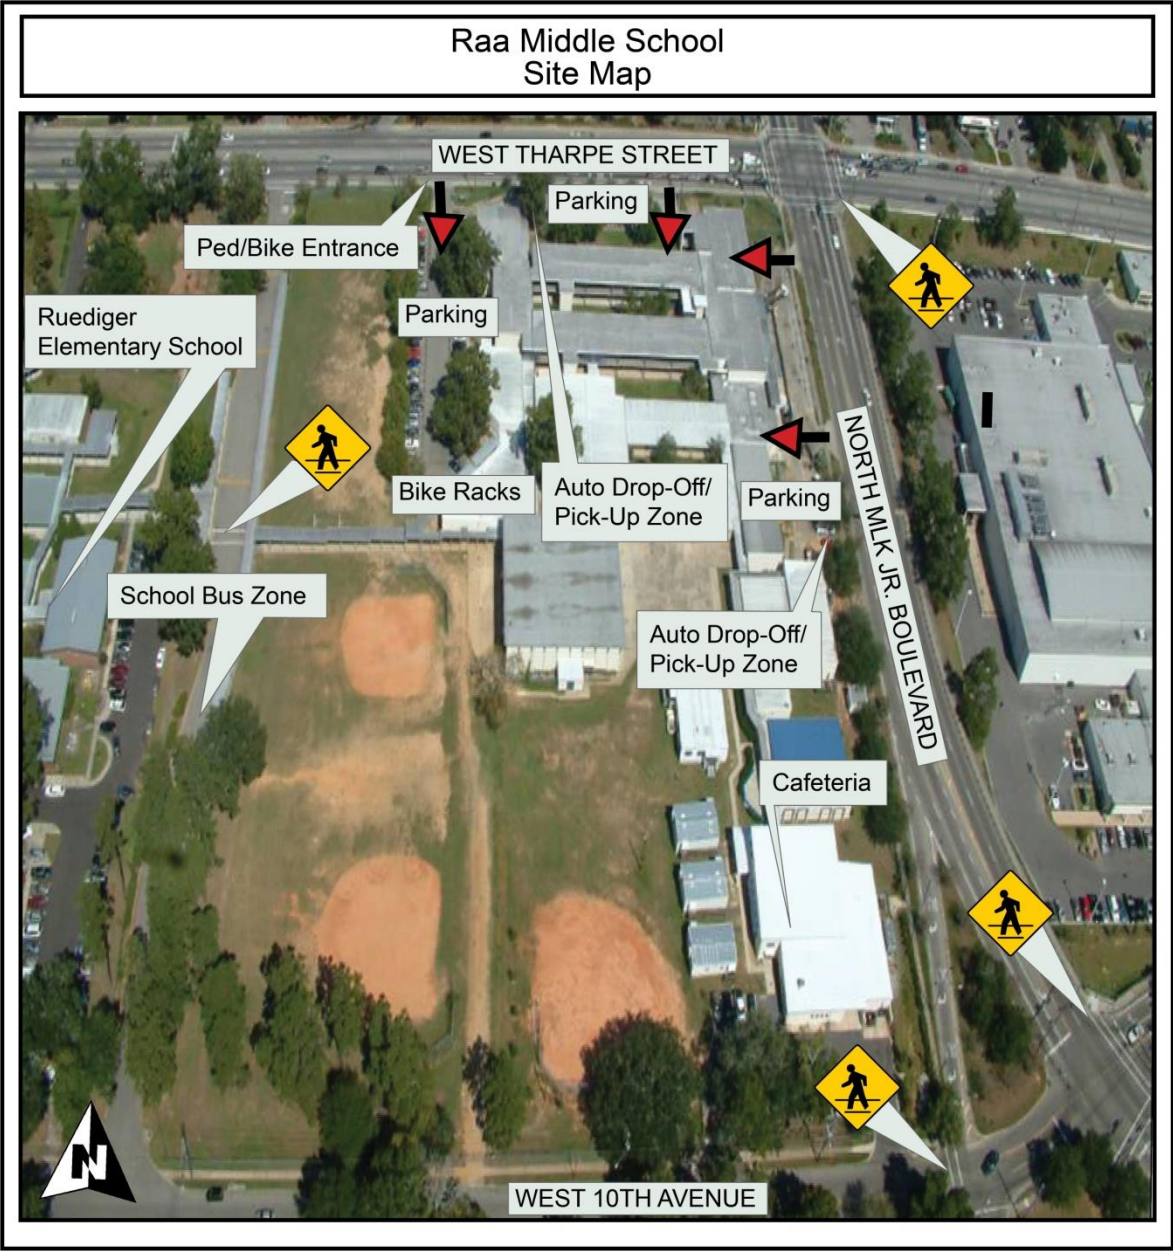 Raa Middle School
Site Map
WEST THARPE STREET
Parking
Ped/Bike Entrance
Parking
Ruediger
Elementary School
Bike Racks
Auto Drop-Off/
Pick-Up Zone
Parking
NORTH MLK JR. BOULEVARD
School Bus Zone
Auto Drop-Off/
Pick-Up Zone
Cafeteria
N
WEST 10TH AVENUE